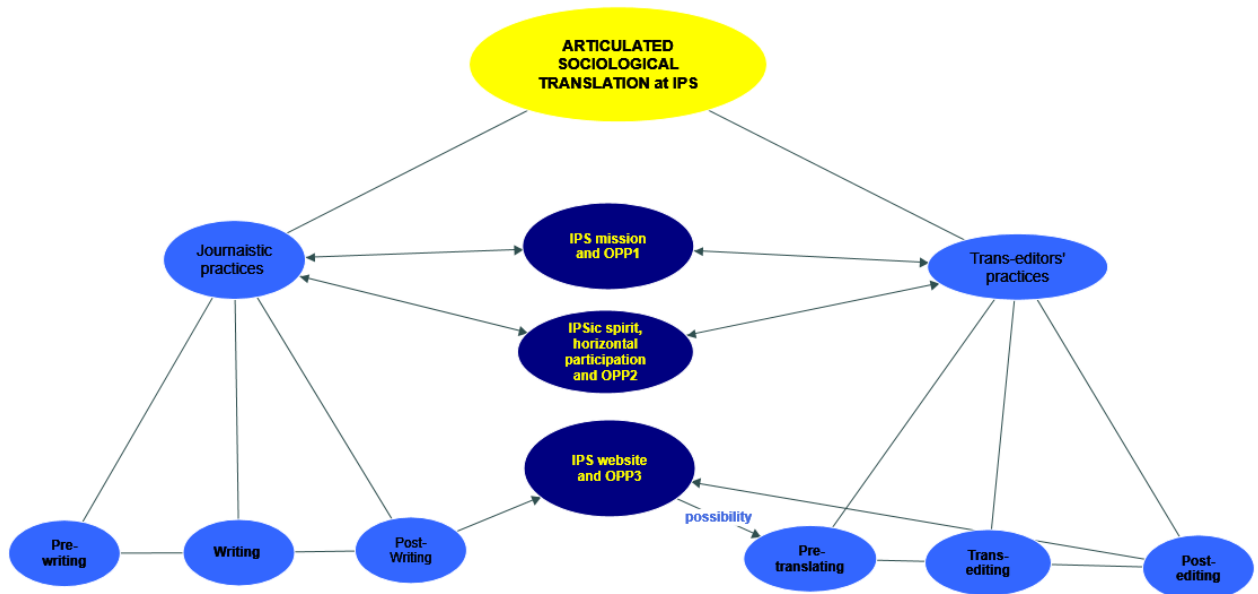 ARTICULATED
SOCIOLOGICAL
TRANSLATION at IPS
Journaistic
practices
IPS mission
and OPP1
Trans-editors'
practices
IPSic spirit,
horizontal
participation
and OPP2
IPS website
and OPP3
possibility
Pre-
writing
Writing
Post-
Writing
Pre-
translating
Trans-
editing
Post-
editing